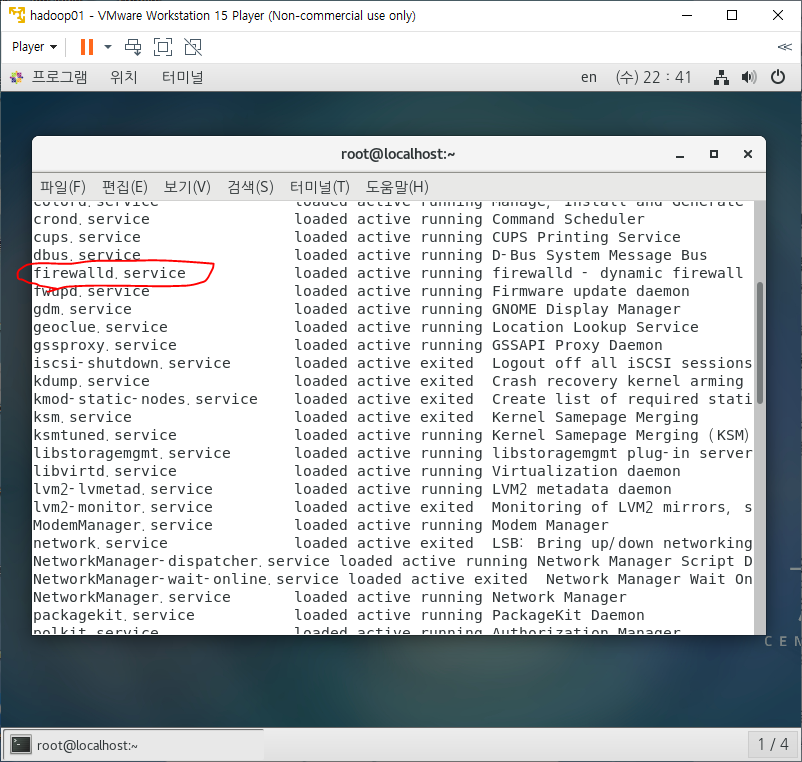 hadoop01 - VMware Workstation 15 Player (Non-commercial use only)
Player
프로그램 위치 터미널 en (수) 22 : 41
root@localhost:~
파일(F) 편집(E) 보기(V) 검색(S) 터미널(T) 도움말(H)
colord.service loaded active running Manage, Install and Generate
crond.service loaded active running Command Scheduler
cups.service loaded active running CUPS Printing Service
dbus.service loaded active running D-Bus System Message Bus
firewalld.service loaded active running firewalld - dynamic firewall
fwupd.service loaded active running Firmware update daemon
gdm.service loaded active running GNOME Display Manager
geoclue.service loaded active running Location Lookup Service
gssproxy.service loaded active running GSSAPI Proxy Daemon
iscsi-shutdown.service loaded active exited Logout off all iSCSI sessions
kdump.service loaded active exited Crash recovery kernel arming
kmod-static-nodes.service loaded active exited Create list of required stati
ksm.service loaded active exited Kernel Samepage Merging
ksmtuned.service loaded active running Kernel Samepage Merging (KSM)
libstoragemgmt.service loaded active running libstoragemgmt plug-in server
libvirtd.service loaded active running Virtualization daemon
lvm2-lvmetad.service loaded active running LVM2 metadata daemon
lvm2-monitor.service loaded active exited Monitoring of LVM2 mirrors, s
ModemManager.service loaded active running Modem Manager
network.service loaded active exited LSB: Bring up/down networking
NetworkManager-dispatcher.service loaded active running Network Manager Script D
NetworkManager-wait-online.service loaded active exited Network Manager Wait On
NetworkManager.service loaded active running Network Manager
packagekit.service loaded active running PackageKit Daemon
polkit.service loaded active running Authorization Manager
CEN
root@localhost:~ 1 / 4